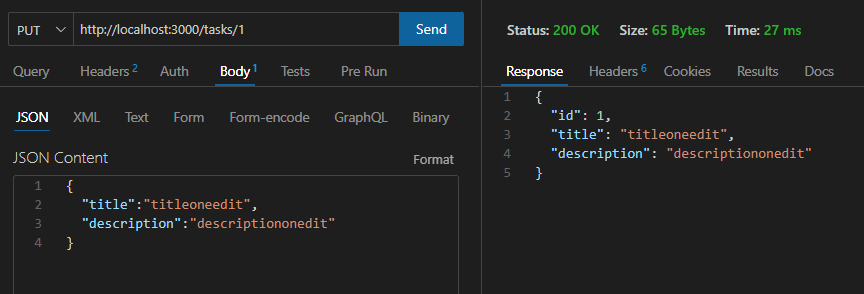 PUT http://localhost:3000/tasks/1 Send
Query Headers 2 Auth Body 1 Tests Pre Run
JSON XML Text Form Form-encode GraphQL Binary
JSON Content Format
1 {
2 "title":"titleoneedit",
3 "description":"descriptiononedit"
4 }
Status: 200 OK Size: 65 Bytes Time: 27 ms
Response Headers 6 Cookies Results Docs
1 {
2 "id": 1,
3 "title": "titleoneedit",
4 "description": "descriptiononedit"
5 }